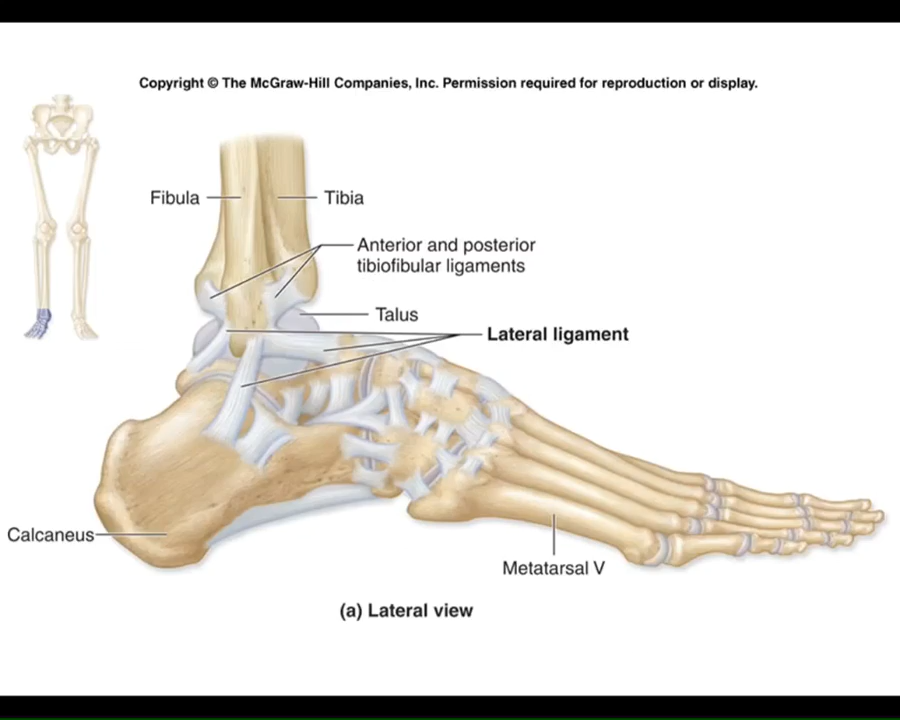 Copyright © The McGraw-Hill Companies, Inc. Permission required for reproduction or display.
Fibula
Tibia
Anterior and posterior
tibiofibular ligaments
Talus
Lateral ligament
Calcaneus
Metatarsal V
(a) Lateral view